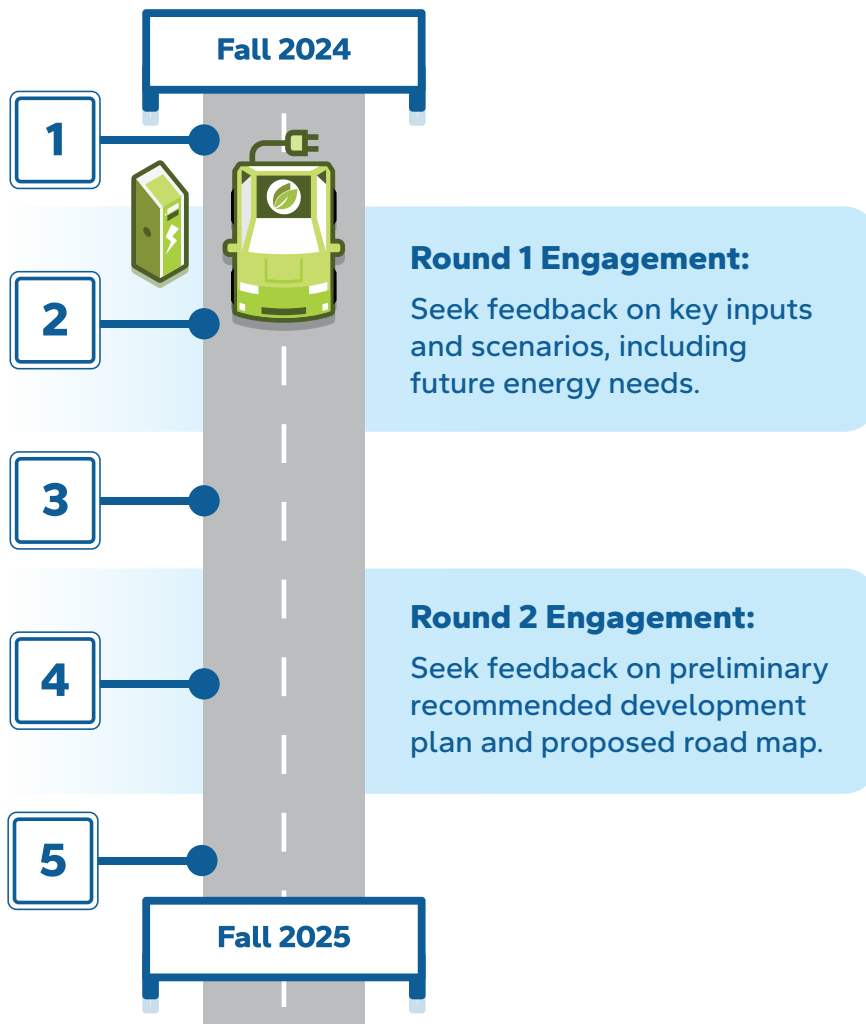 Fall 2024
1
2
Round 1 Engagement:
Seek feedback on key inputs
and scenarios, including
future energy needs.
3
4
Round 2 Engagement:
Seek feedback on preliminary
recommended development
plan and proposed road map.
5
Fall 2025